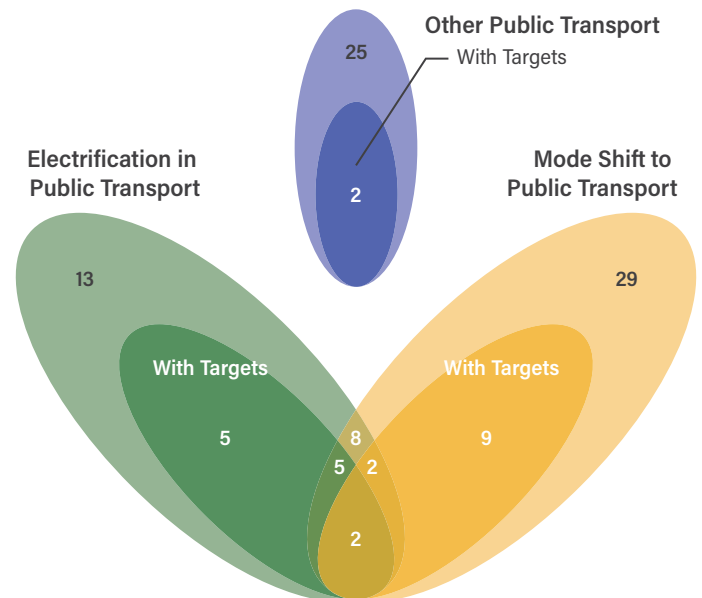 Other Public Transport
25
With Targets
Electrification in
Public Transport
Mode Shift to
Public Transport
2
13
29
With Targets
With Targets
5
8
9
5
2
2